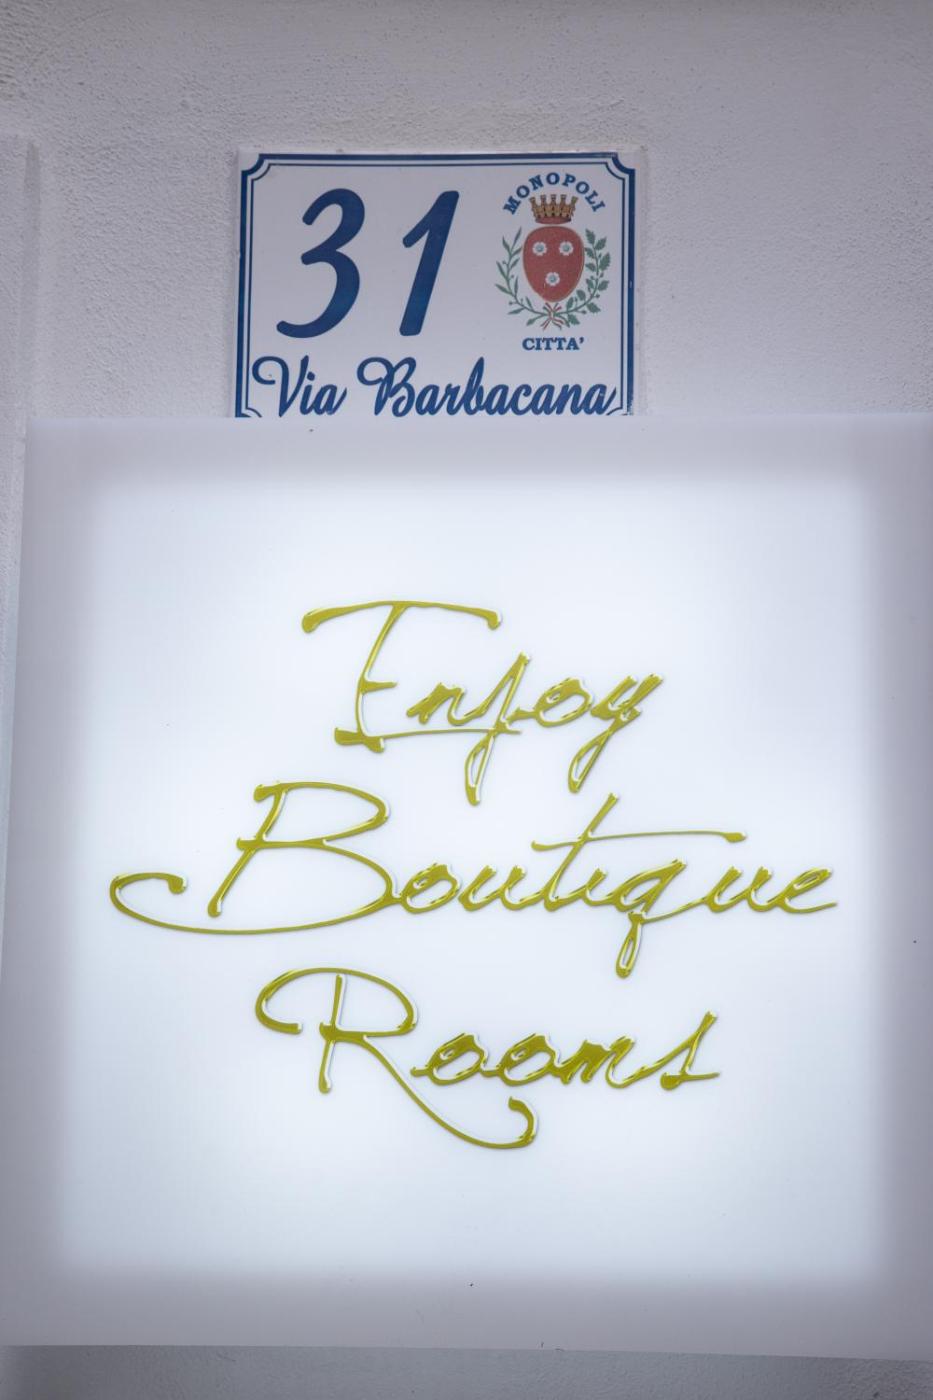 31
MONOPOLI
CITTA'
Via Barbacana
Enjoy
Boutique
Rooms